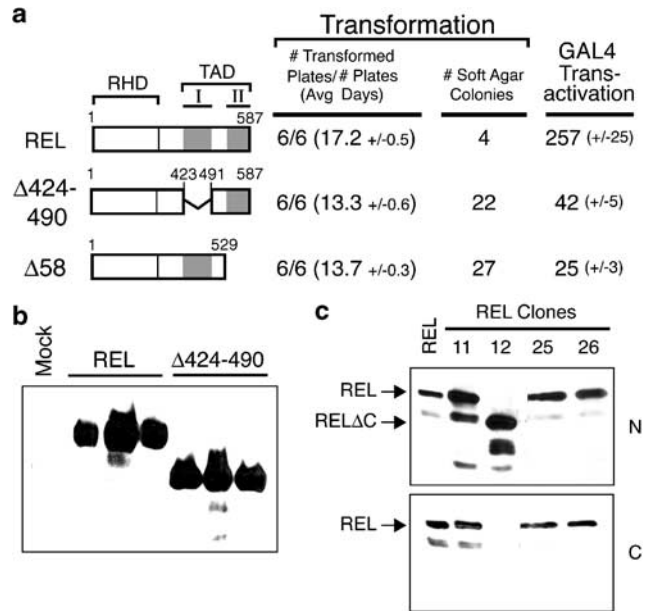 a
Transformation
RHD
TAD
I II
# Transformed Plates/# Plates (Avg Days)
# Soft Agar Colonies
GAL4 Trans-activation
1 587
REL 6/6 (17.2 +/-0.5) 4 257 (+/-25)
1 423 491 587
Δ424-490 6/6 (13.3 +/-0.6) 22 42 (+/-5)
1 529
Δ58 6/6 (13.7 +/-0.3) 27 25 (+/-3)
b
Mock REL Δ424-490
c
REL Clones
REL 11 12 25 26
REL
RELΔC
N
REL
C